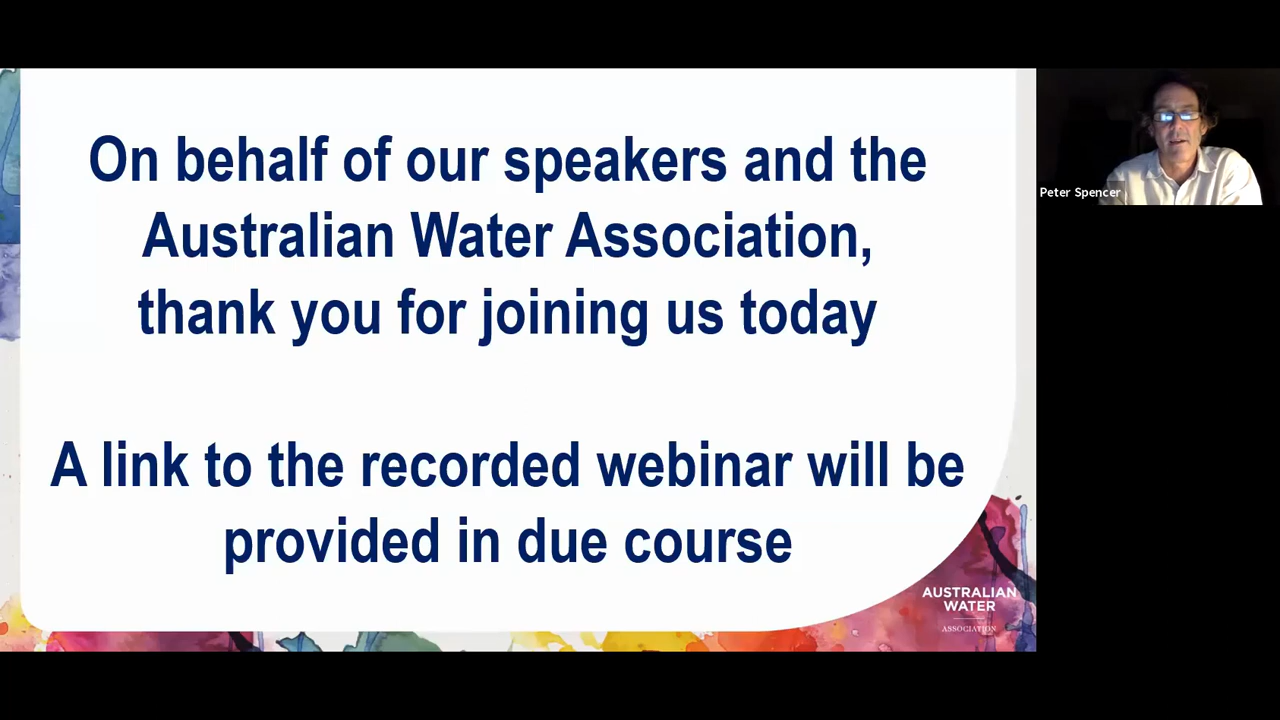 On behalf of our speakers and the
Australian Water Association,
thank you for joining us today
A link to the recorded webinar will be
provided in due course
Peter Spencer
AUSTRALIAN
WATER
ASSOCIATION